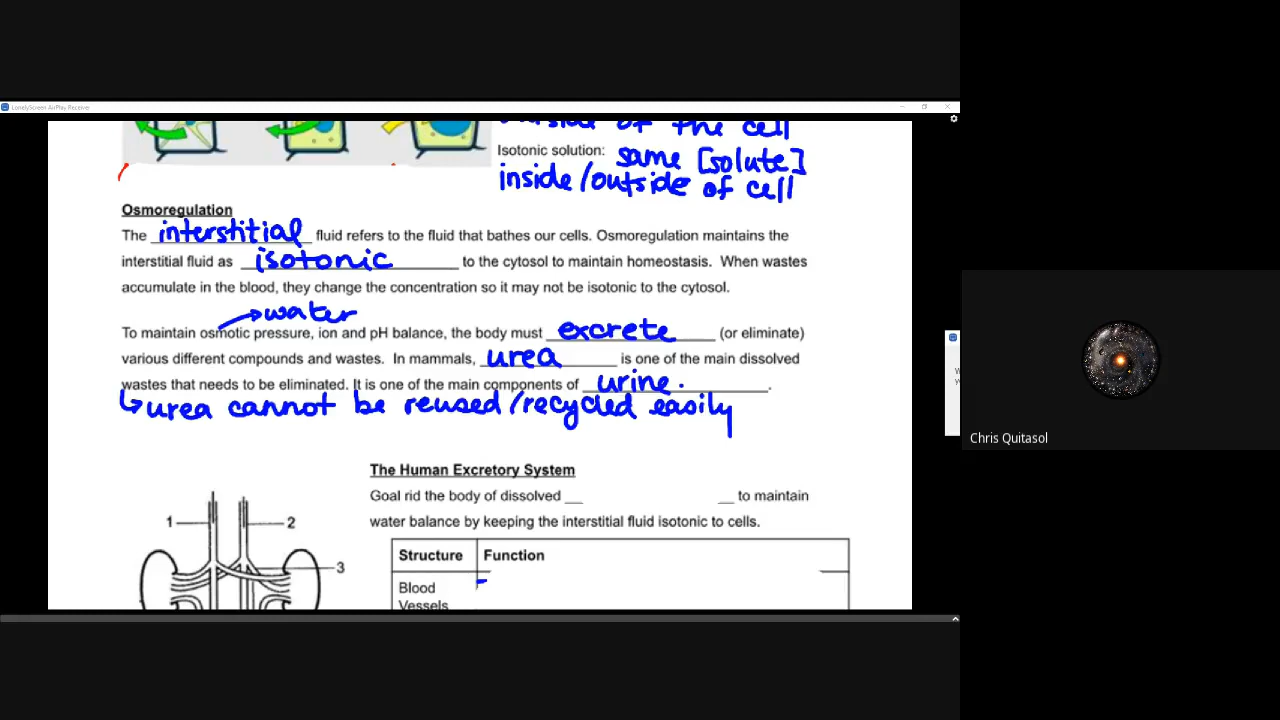 LonelyScreen AirPlay Receiver
outside of the cell
Isotonic solution: same [solute]
inside/outside of cell
Osmoregulation
The interstitial fluid refers to the fluid that bathes our cells. Osmoregulation maintains the
interstitial fluid as isotonic to the cytosol to maintain homeostasis. When wastes
accumulate in the blood, they change the concentration so it may not be isotonic to the cytosol.
→water
To maintain osmotic pressure, ion and pH balance, the body must excrete (or eliminate)
various different compounds and wastes. In mammals, urea is one of the main dissolved
wastes that needs to be eliminated. It is one of the main components of urine.
↳urea cannot be reused/recycled easily
The Human Excretory System
Goal rid the body of dissolved __ __ to maintain
water balance by keeping the interstitial fluid isotonic to cells.
1 2
3
Structure Function
Blood
Vessels
Chris Quitasol